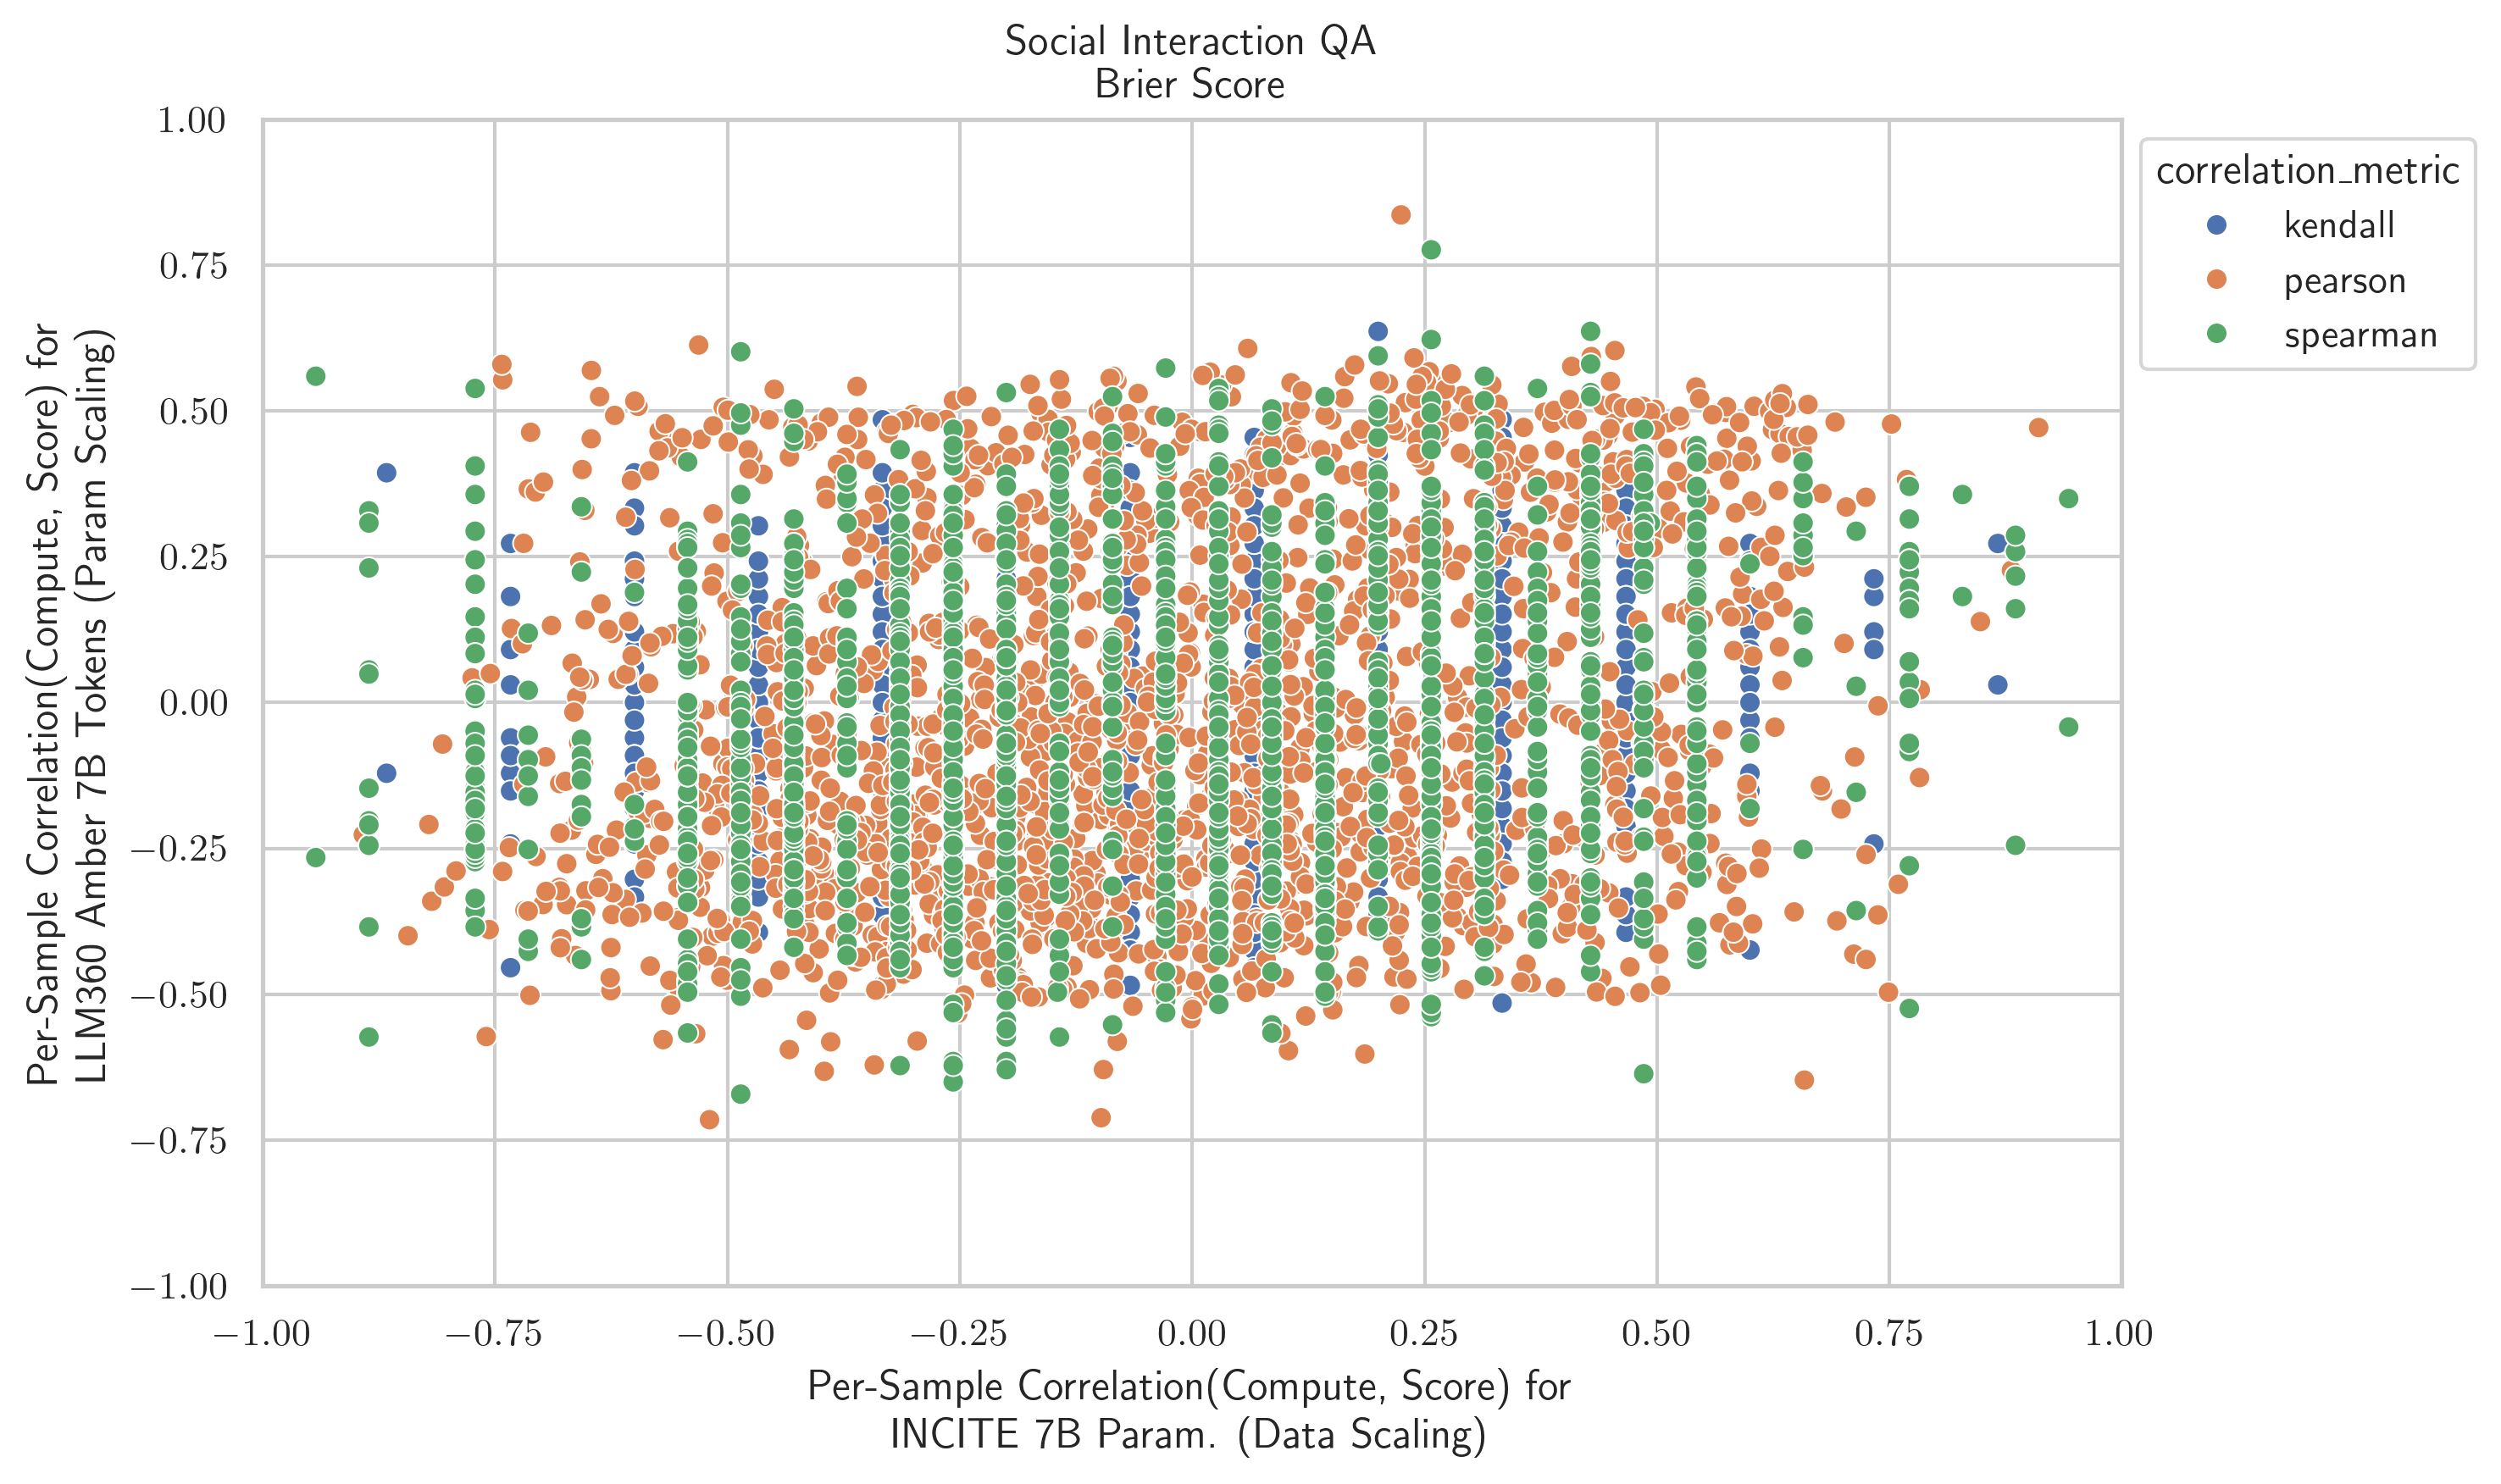 Social Interaction QA
Brier Score
Per-Sample Correlation(Compute, Score) for
LLM360 Amber 7B Tokens (Param Scaling)
1.00
0.75
0.50
0.25
0.00
−0.25
−0.50
−0.75
−1.00
−1.00 −0.75 −0.50 −0.25 0.00 0.25 0.50 0.75 1.00
Per-Sample Correlation(Compute, Score) for
INCITE 7B Param. (Data Scaling)
correlation_metric
kendall
pearson
spearman